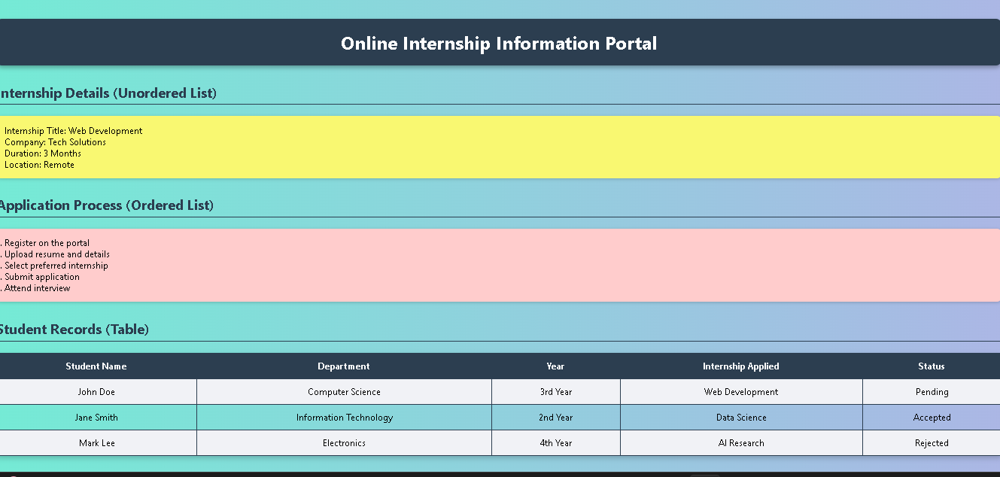 Online Internship Information Portal
nternship Details (Unordered List)
Internship Title: Web Development
Company: Tech Solutions
Duration: 3 Months
Location: Remote
Application Process (Ordered List)
. Register on the portal
. Upload resume and details
. Select preferred internship
. Submit application
. Attend interview
Student Records (Table)
Student Name Department Year Internship Applied Status
John Doe Computer Science 3rd Year Web Development Pending
Jane Smith Information Technology 2nd Year Data Science Accepted
Mark Lee Electronics 4th Year AI Research Rejected